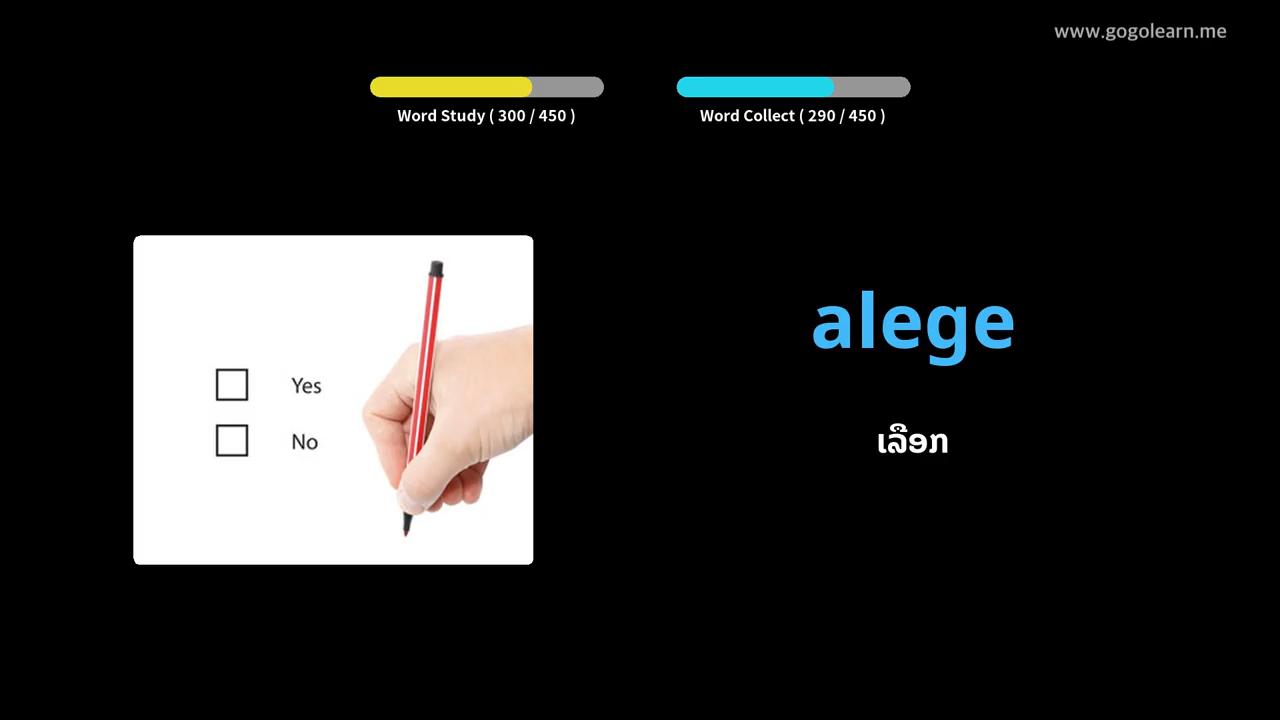 www.gogolearn.me
Word Study ( 300 / 450 )
Word Collect ( 290 / 450 )
Yes
No
alege
ເລືອກ